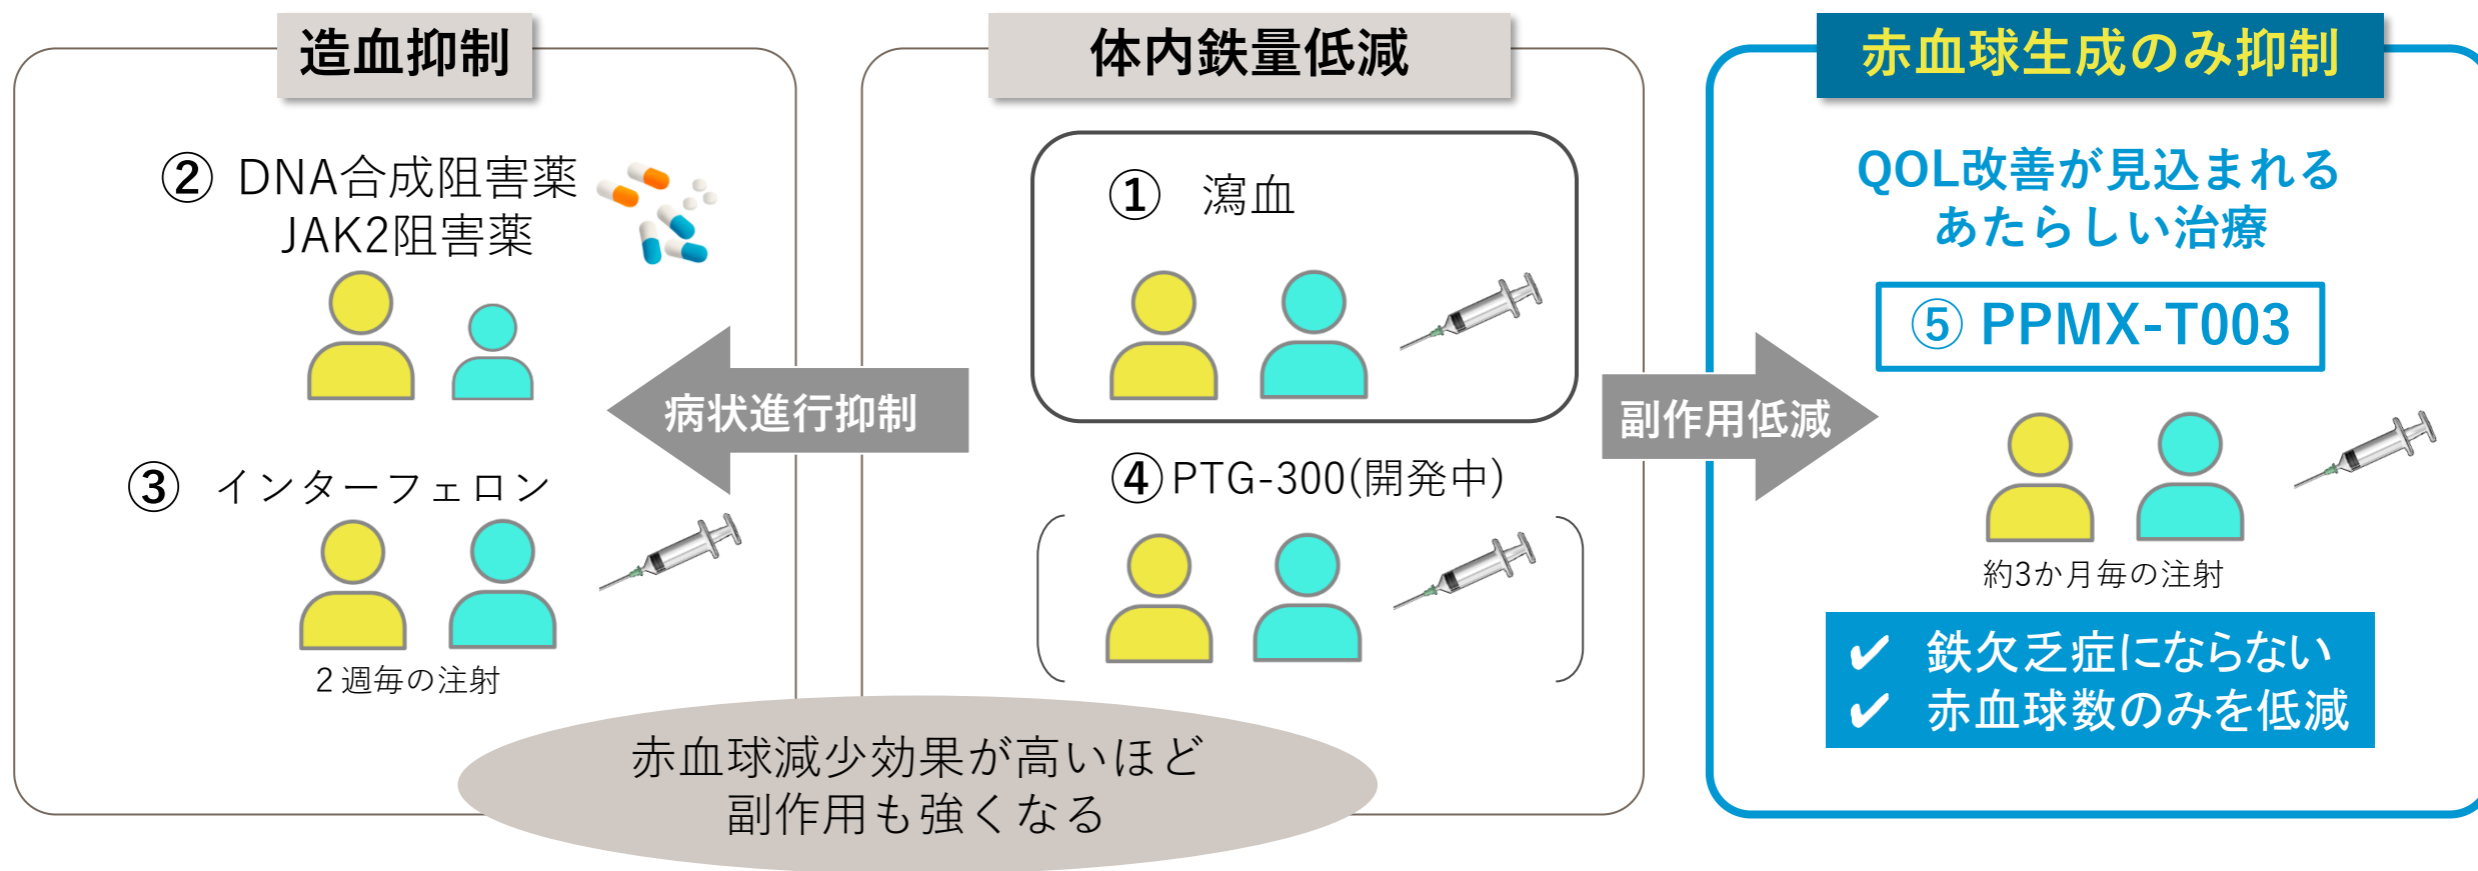 造血抑制
② DNA合成阻害薬
JAK2阻害薬
③ インターフェロン
２週毎の注射
病状進行抑制
体内鉄量低減
① 瀉血
④ PTG-300(開発中)
赤血球減少効果が高いほど
副作用も強くなる
副作用低減
赤血球生成のみ抑制
QOL改善が見込まれる
あたらしい治療
⑤ PPMX-T003
約3か月毎の注射
✔ 鉄欠乏症にならない
✔ 赤血球数のみを低減